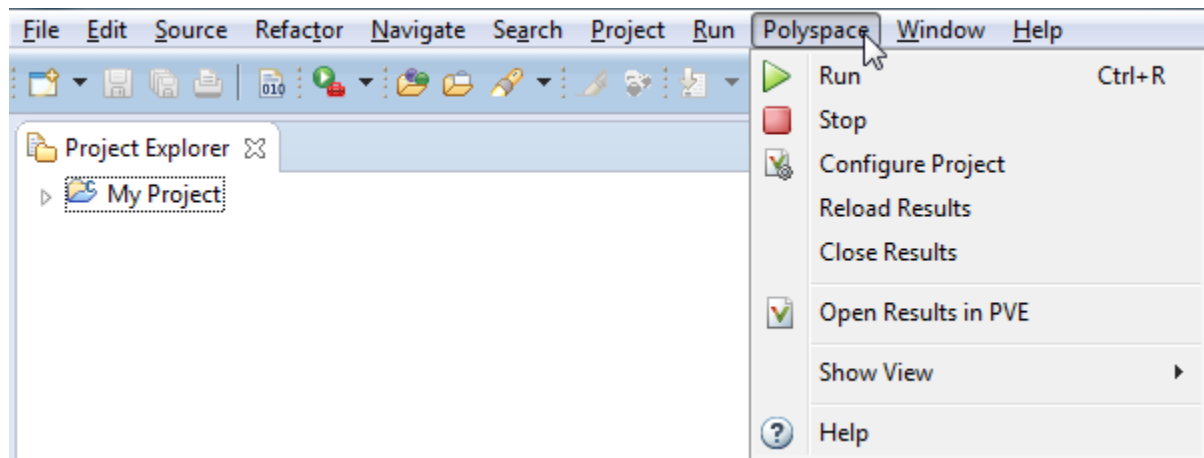 File Edit Source Refactor Navigate Search Project Run Polyspace Window Help
010
Run Ctrl+R
Stop
Project Explorer
Configure Project
My Project
Reload Results
Close Results
Open Results in PVE
Show View
Help